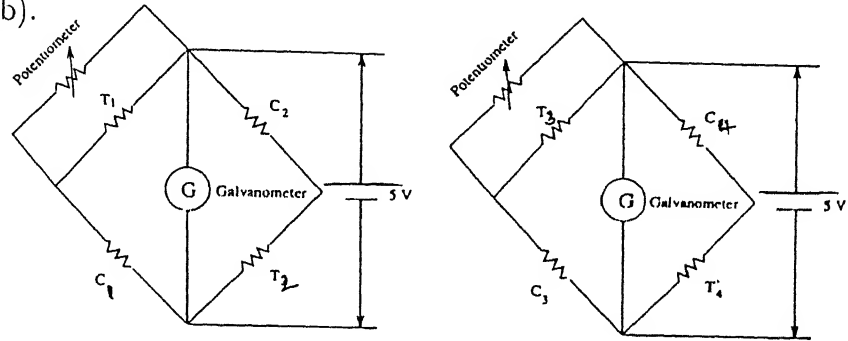 b).
Potentiometer
T1
C2
G Galvanometer
5 V
C1
T2
Potentiometer
T3
C4
G Galvanometer
5 V
C3
T4